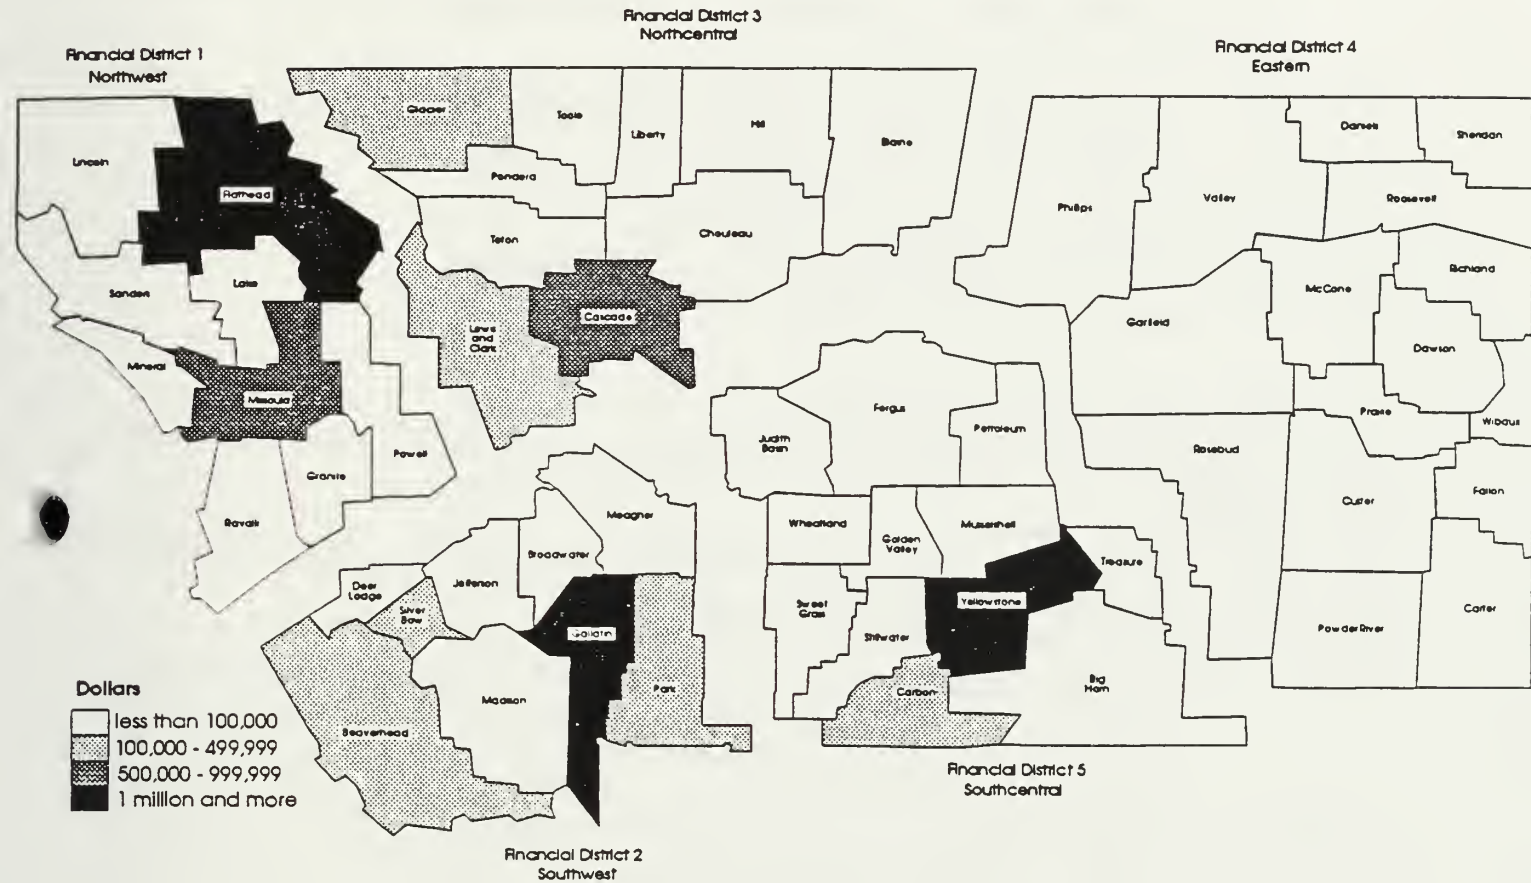 Financial District 3
Northcentral
Financial District 1
Northwest
Financial District 4
Eastern
Glacier
Toole
Liberty
Hill
Blaine
Daniels
Sheridan
Lincoln
Flathead
Pondera
Phillips
Valley
Roosevelt
Teton
Chouteau
Sanders
Lake
Lewis
and
Clark
Cascade
McCone
Richland
Garfield
Mineral
Missoula
Dawson
Fergus
Prairie
Wibaux
Judith
Basin
Petroleum
Powell
Granite
Rosebud
Ravalli
Custer
Fallon
Meagher
Wheatland
Golden
Valley
Musselshell
Broadwater
Treasure
Deer
Lodge
Jefferson
Silver
Bow
Gallatin
Sweet
Grass
Yellowstone
Stillwater
Powder River
Carter
Madison
Park
Carbon
Big
Horn
Beaverhead
Dollars
less than 100,000
100,000 - 499,999
500,000 - 999,999
1 million and more
Financial District 5
Southcentral
Financial District 2
Southwest